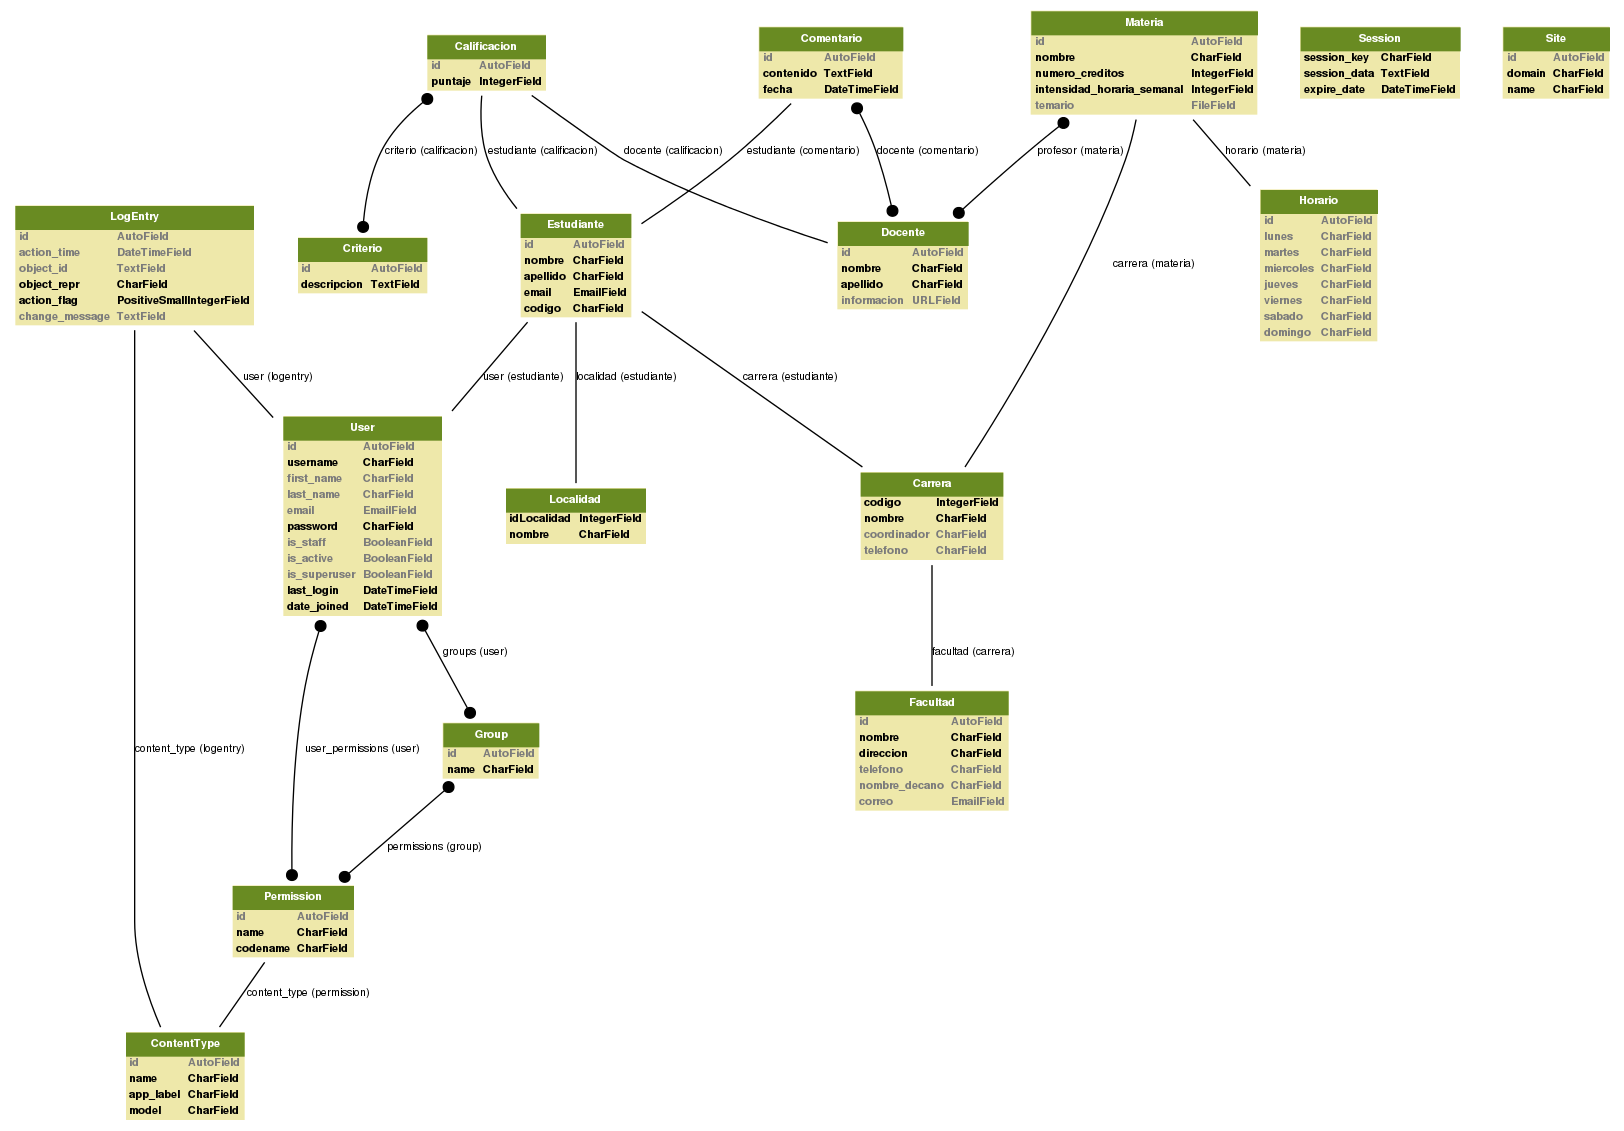 Calificacion
id AutoField
puntaje IntegerField
Comentario
id AutoField
contenido TextField
fecha DateTimeField
Materia
id AutoField
nombre CharField
numero_creditos IntegerField
intensidad_horaria_semanal IntegerField
temario FileField
Session
session_key CharField
session_data TextField
expire_date DateTimeField
Site
id AutoField
domain CharField
name CharField
criterio (calificacion)
estudiante (calificacion)
docente (calificacion)
estudiante (comentario)
docente (comentario)
profesor (materia)
horario (materia)
LogEntry
id AutoField
action_time DateTimeField
object_id TextField
object_repr CharField
action_flag PositiveSmallIntegerField
change_message TextField
Criterio
id AutoField
descripcion TextField
Estudiante
id AutoField
nombre CharField
apellido CharField
email EmailField
codigo CharField
Docente
id AutoField
nombre CharField
apellido CharField
informacion URLField
carrera (materia)
Horario
id AutoField
lunes CharField
martes CharField
miercoles CharField
jueves CharField
viernes CharField
sabado CharField
domingo CharField
user (logentry)
user (estudiante)
localidad (estudiante)
carrera (estudiante)
User
id AutoField
username CharField
first_name CharField
last_name CharField
email EmailField
password CharField
is_staff BooleanField
is_active BooleanField
is_superuser BooleanField
last_login DateTimeField
date_joined DateTimeField
Localidad
idLocalidad IntegerField
nombre CharField
Carrera
codigo IntegerField
nombre CharField
coordinador CharField
telefono CharField
groups (user)
facultad (carrera)
content_type (logentry)
user_permissions (user)
Group
id AutoField
name CharField
Facultad
id AutoField
nombre CharField
direccion CharField
telefono CharField
nombre_decano CharField
correo EmailField
permissions (group)
Permission
id AutoField
name CharField
codename CharField
content_type (permission)
ContentType
id AutoField
name CharField
app_label CharField
model CharField